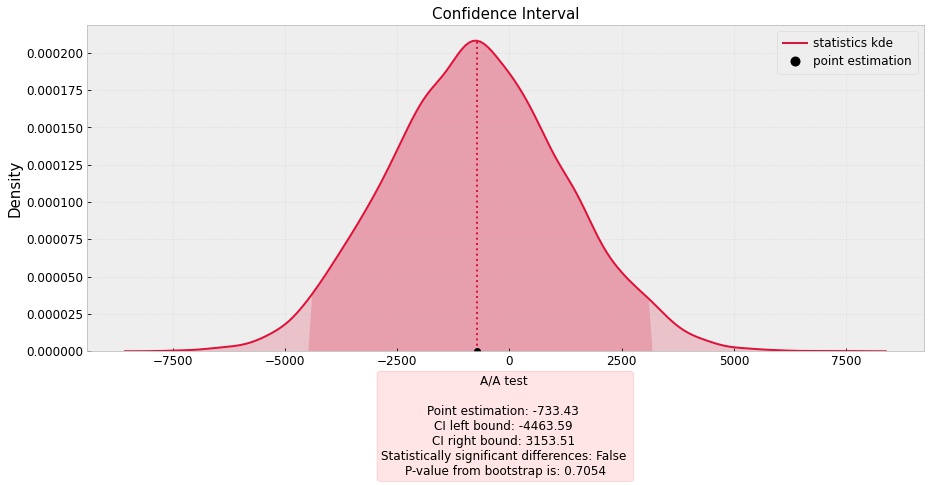 Confidence Interval
statistics kde
point estimation
Density
0.000200
0.000175
0.000150
0.000125
0.000100
0.000075
0.000050
0.000025
0.000000
−7500
−5000
−2500
0
2500
5000
7500
A/A test
Point estimation: -733.43
CI left bound: -4463.59
CI right bound: 3153.51
Statistically significant differences: False
P-value from bootstrap is: 0.7054